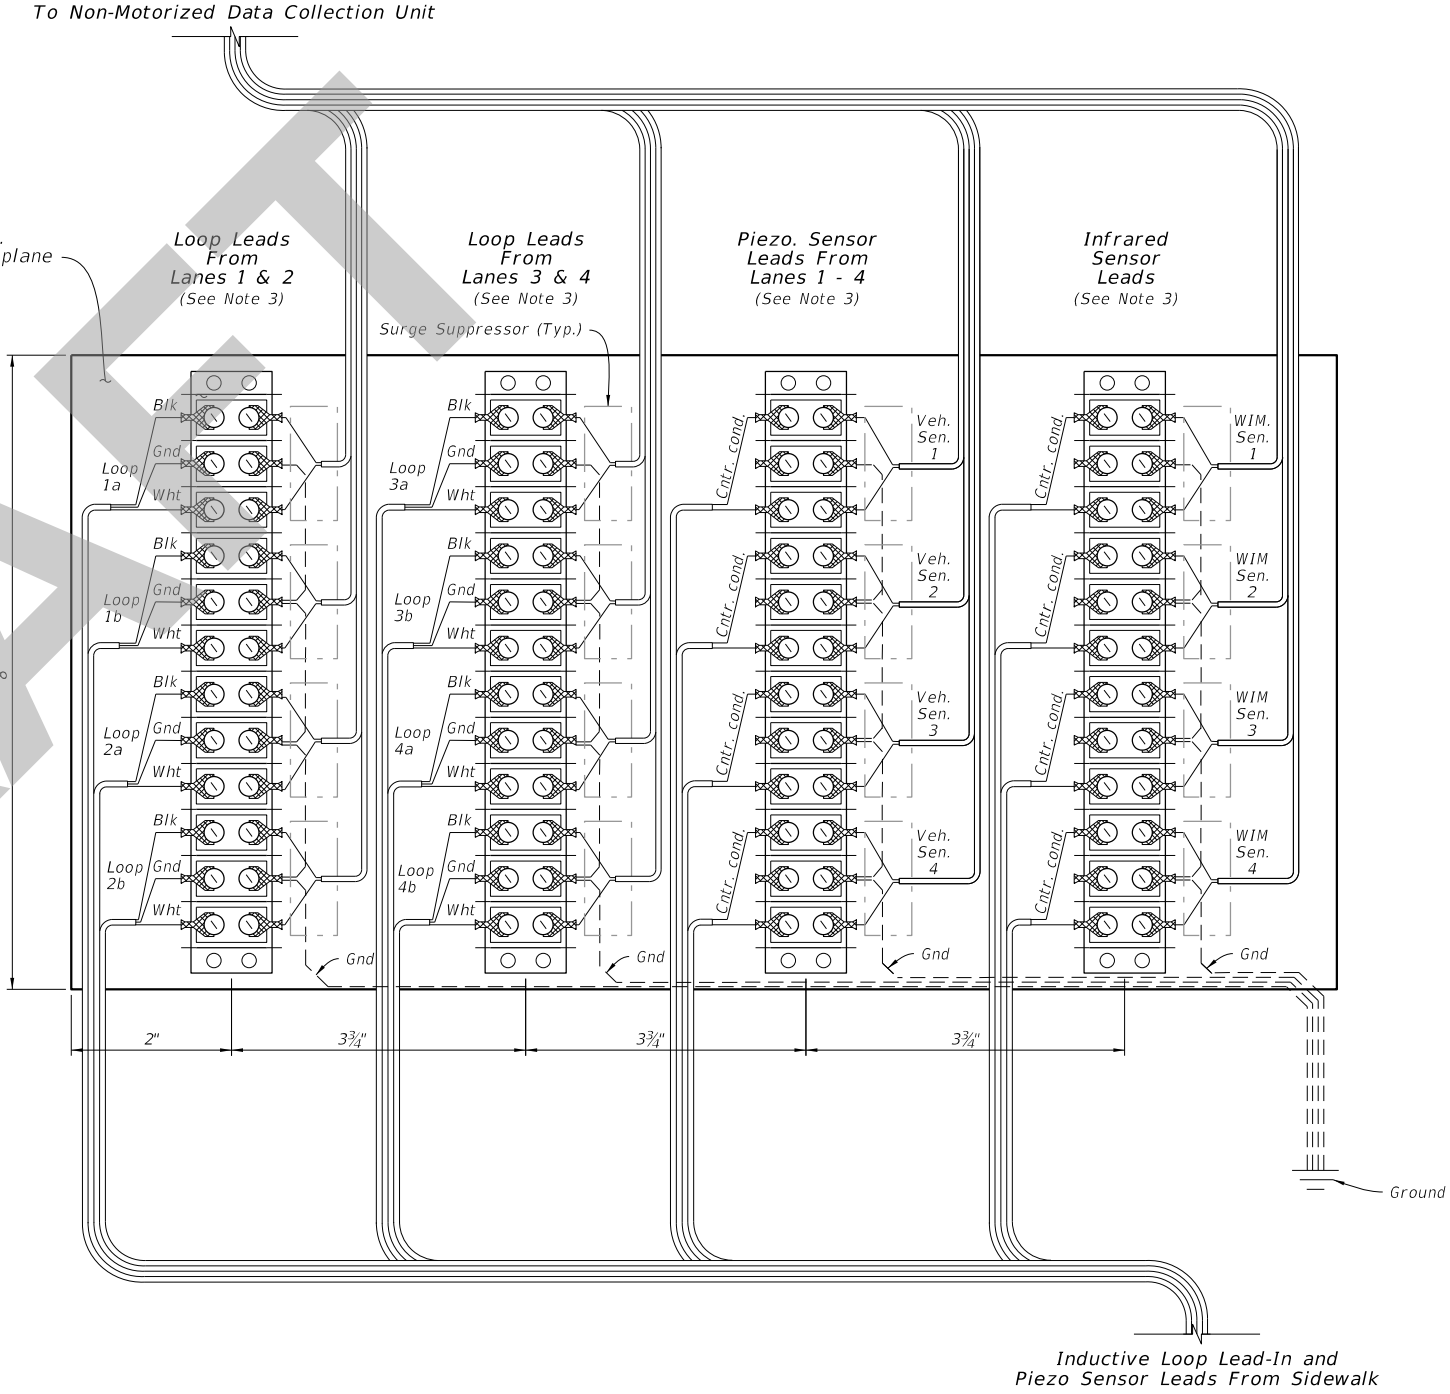 To Non-Motorized Data Collection Unit
plane
Loop Leads
From
Lanes 1 & 2
(See Note 3)
Loop Leads
From
Lanes 3 & 4
(See Note 3)
Piezo. Sensor
Leads From
Lanes 1 - 4
(See Note 3)
Infrared
Sensor
Leads
(See Note 3)
Surge Suppressor (Typ.)
Blk
Gnd
Loop
1a
Wht
Blk
Gnd
Loop
1b
Wht
Blk
Gnd
Loop
2a
Wht
Blk
Gnd
Loop
2b
Wht
Gnd
Blk
Gnd
Loop
3a
Wht
Blk
Gnd
Loop
3b
Wht
Blk
Gnd
Loop
4a
Wht
Blk
Gnd
Loop
4b
Wht
Gnd
Cntr. cond.
Cntr. cond.
Cntr. cond.
Cntr. cond.
Veh.
Sen.
1
Veh.
Sen.
2
Veh.
Sen.
3
Veh.
Sen.
4
Gnd
Cntr. cond.
Cntr. cond.
Cntr. cond.
Cntr. cond.
WIM.
Sen.
1
WIM
Sen.
2
WIM
Sen.
3
WIM
Sen.
4
Gnd
2"
3¾"
3¾"
3¾"
Ground
Inductive Loop Lead-In and
Piezo Sensor Leads From Sidewalk
AFT